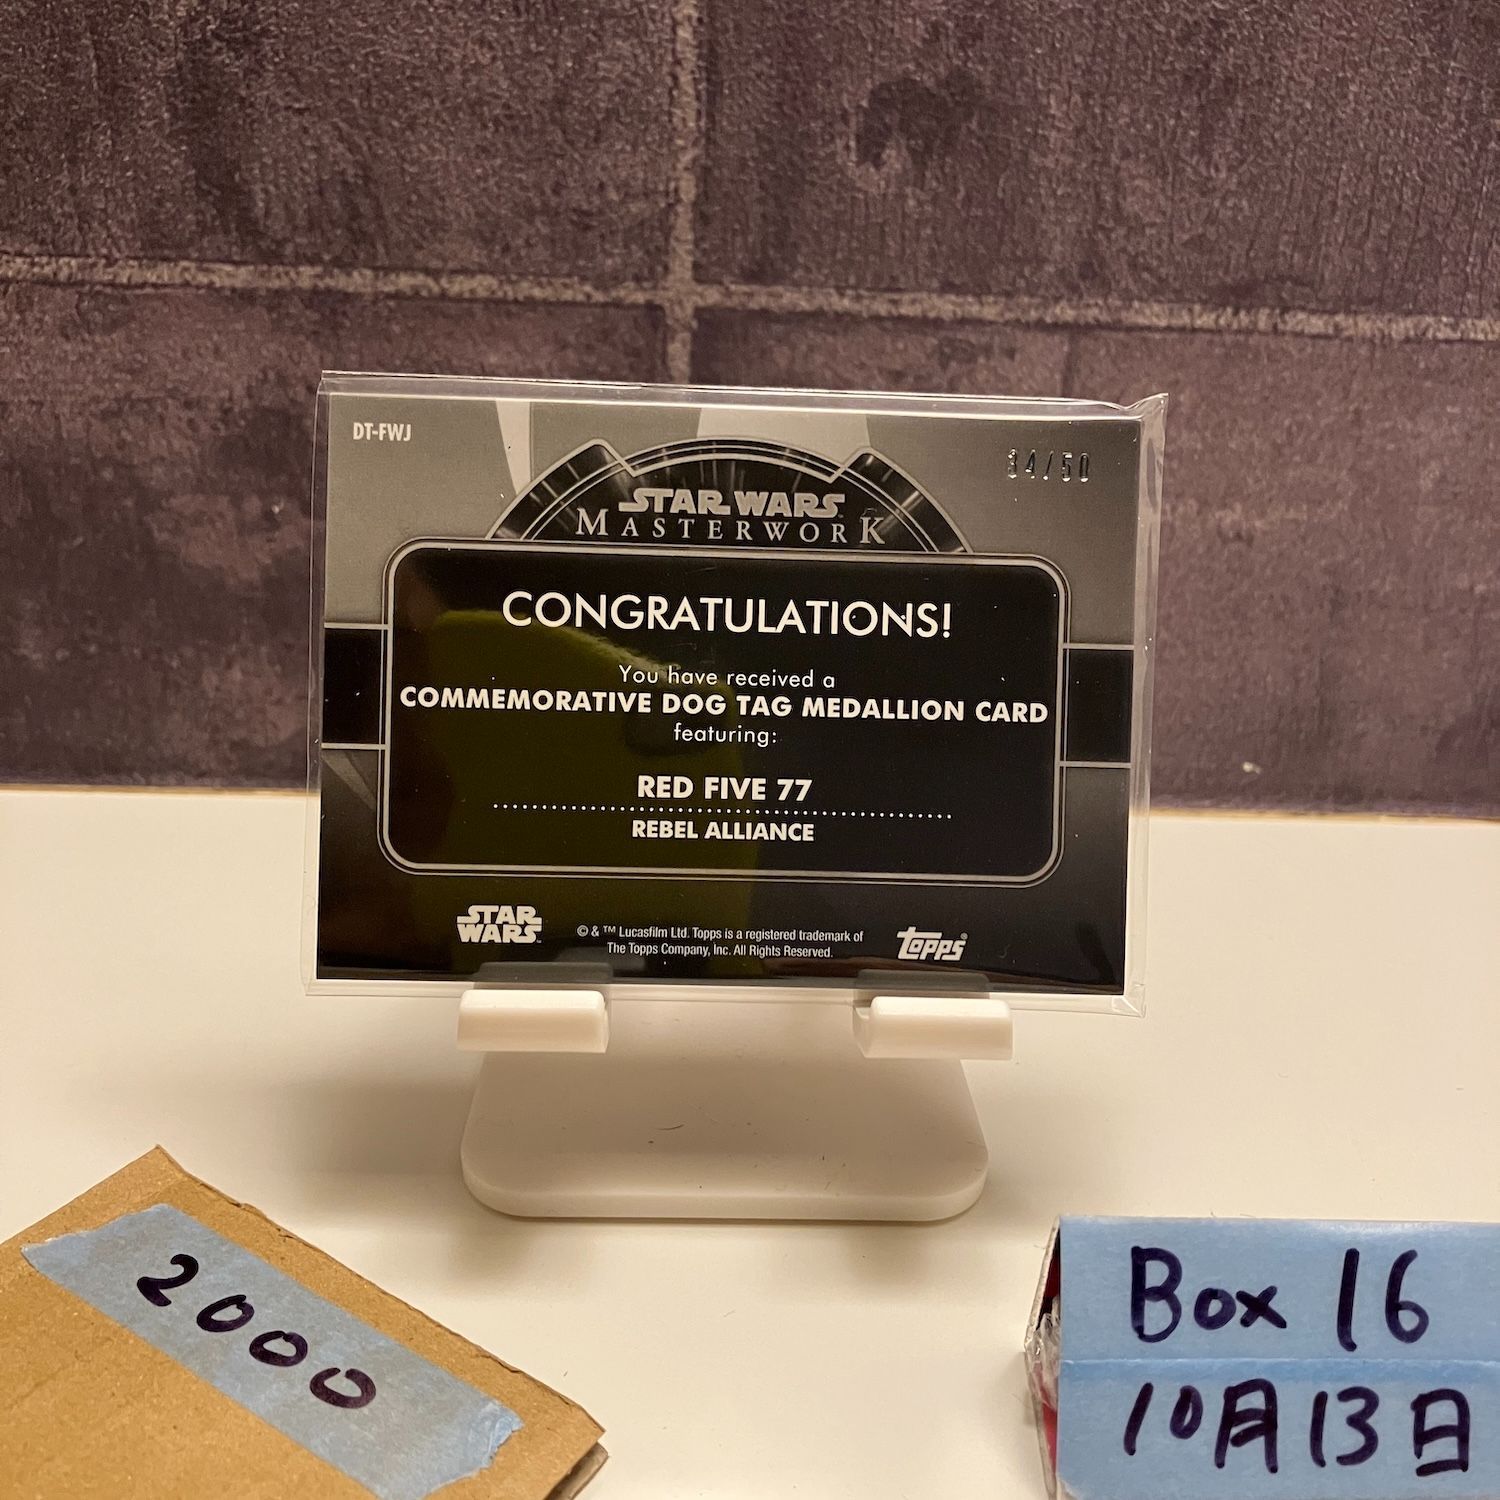 DT-FWJ
34/50
STAR WARS
MASTERWORK
CONGRATULATIONS!
You have received a
COMMEMORATIVE DOG TAG MEDALLION CARD
featuring:
RED FIVE 77
REBEL ALLIANCE
STAR
WARS
© & ™ Lucasfilm Ltd. Topps is a registered trademark of
The Topps Company, Inc. All Rights Reserved.
Topps®
2000
Box 16
10月13日